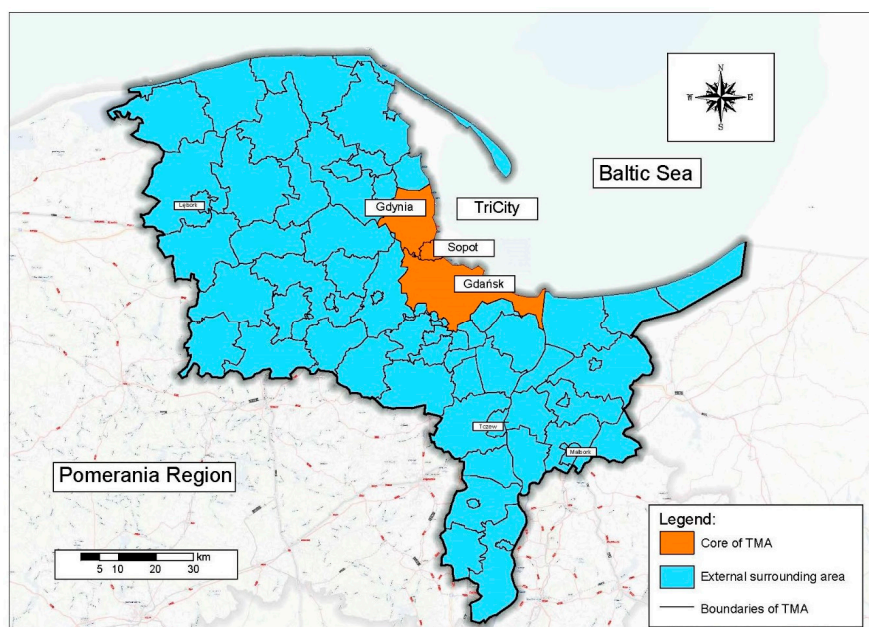 N
W
E
S
Baltic Sea
Gdynia
TriCity
Lębork
Sopot
Gdańsk
Tczew
Malbork
Pomerania Region
km
5 10 20 30
Legend:
Core of TMA
External surrounding area
Boundaries of TMA